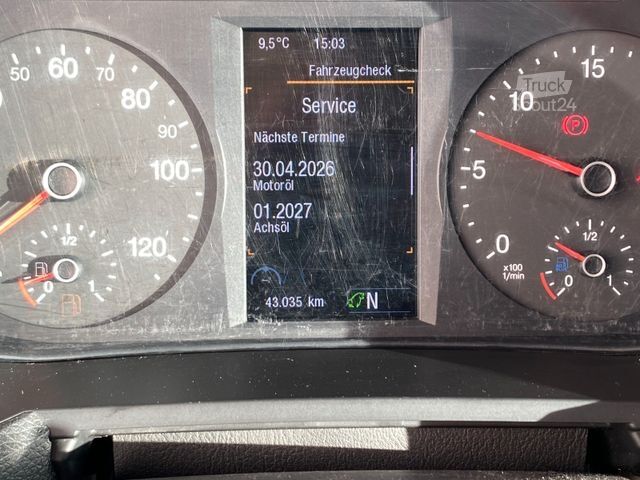 9,5°C 15:03
Fahrzeugcheck
Service
Nächste Termine
30.04.2026
Motoröl
01.2027
Achsöl
43.035 km N
50 60 70 80 90 100 120
1/2
0 1
Truck
Scout24
0 5 10 15
P
x100
1/min
1/2
0 1